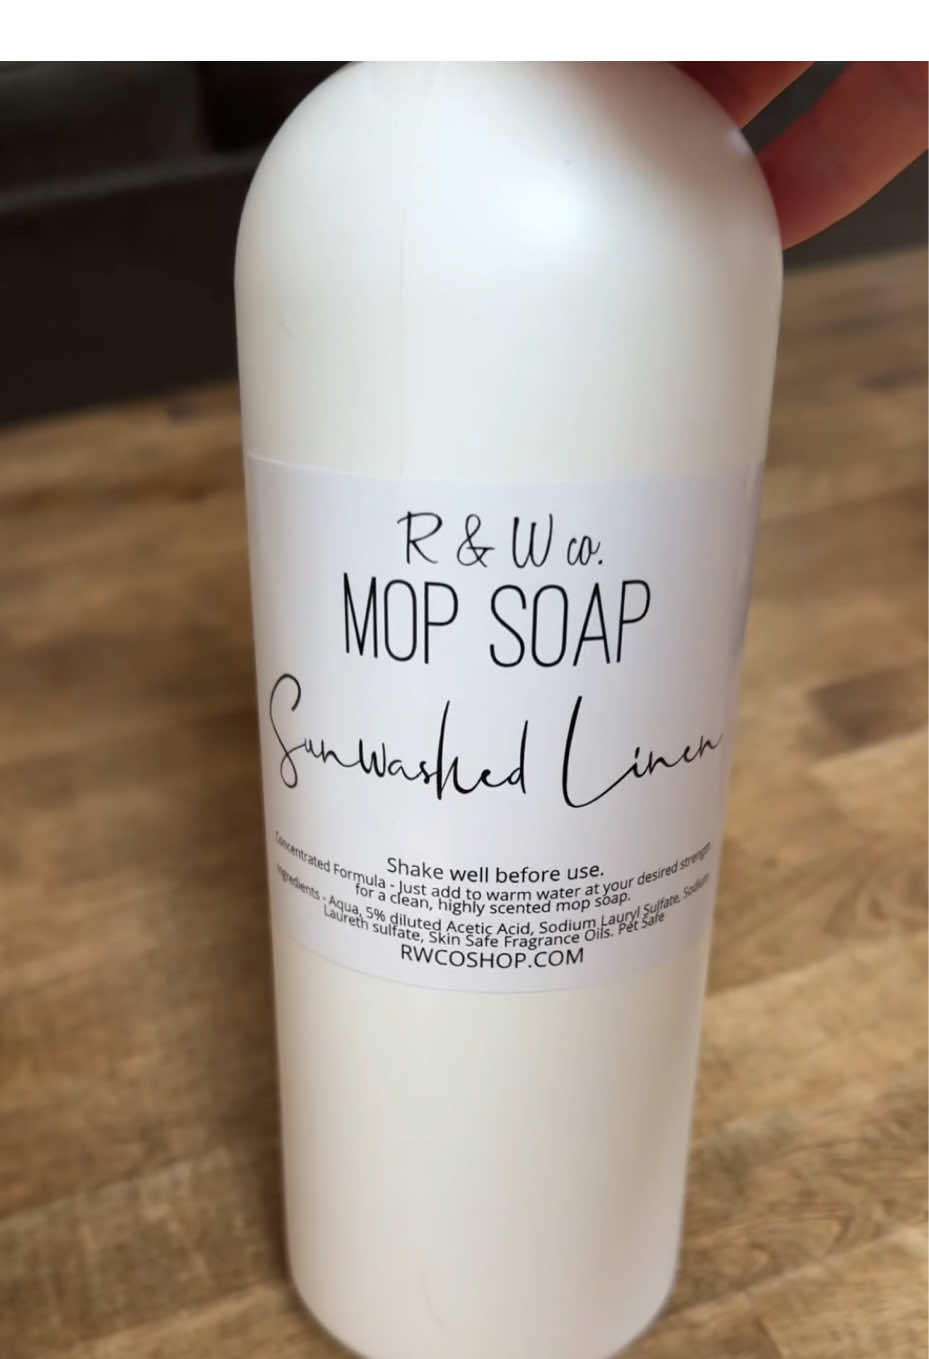 R & W co.
MOP SOAP
Sunwashed Linen
Shake well before use.
Concentrated Formula - Just add to warm water at your desired strength
for a clean, highly scented mop soap.
Ingredients - Aqua, 5% diluted Acetic Acid, Sodium Lauryl Sulfate, Sodium
Laureth sulfate, Skin Safe Fragrance Oils. Pet Safe
RWCOSHOP.COM